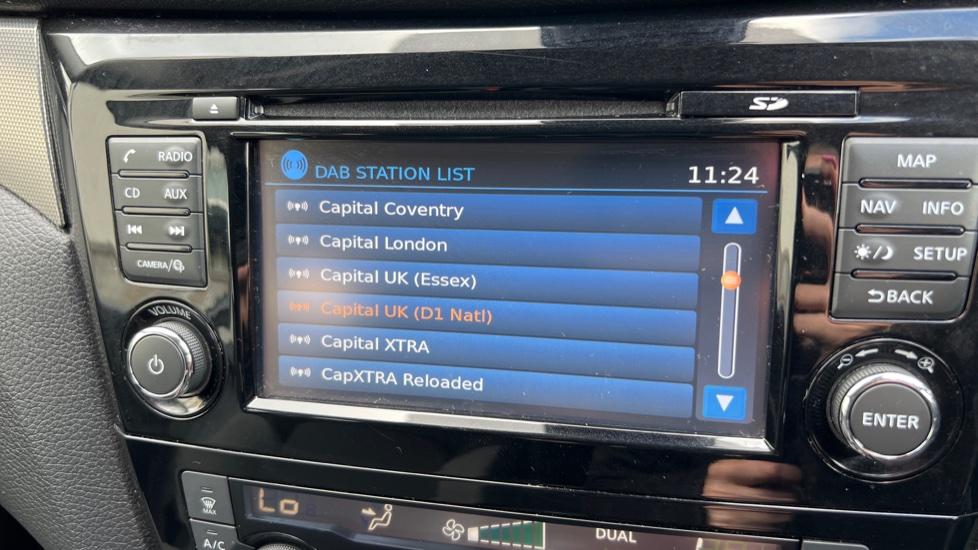 SD
RADIO
CD AUX
CAMERA/
VOLUME
DAB STATION LIST 11:24
Capital Coventry
Capital London
Capital UK (Essex)
Capital UK (D1 Natl)
Capital XTRA
CapXTRA Reloaded
MAP
NAV INFO
SETUP
BACK
ENTER
MAX
A/C
Lo
DUAL